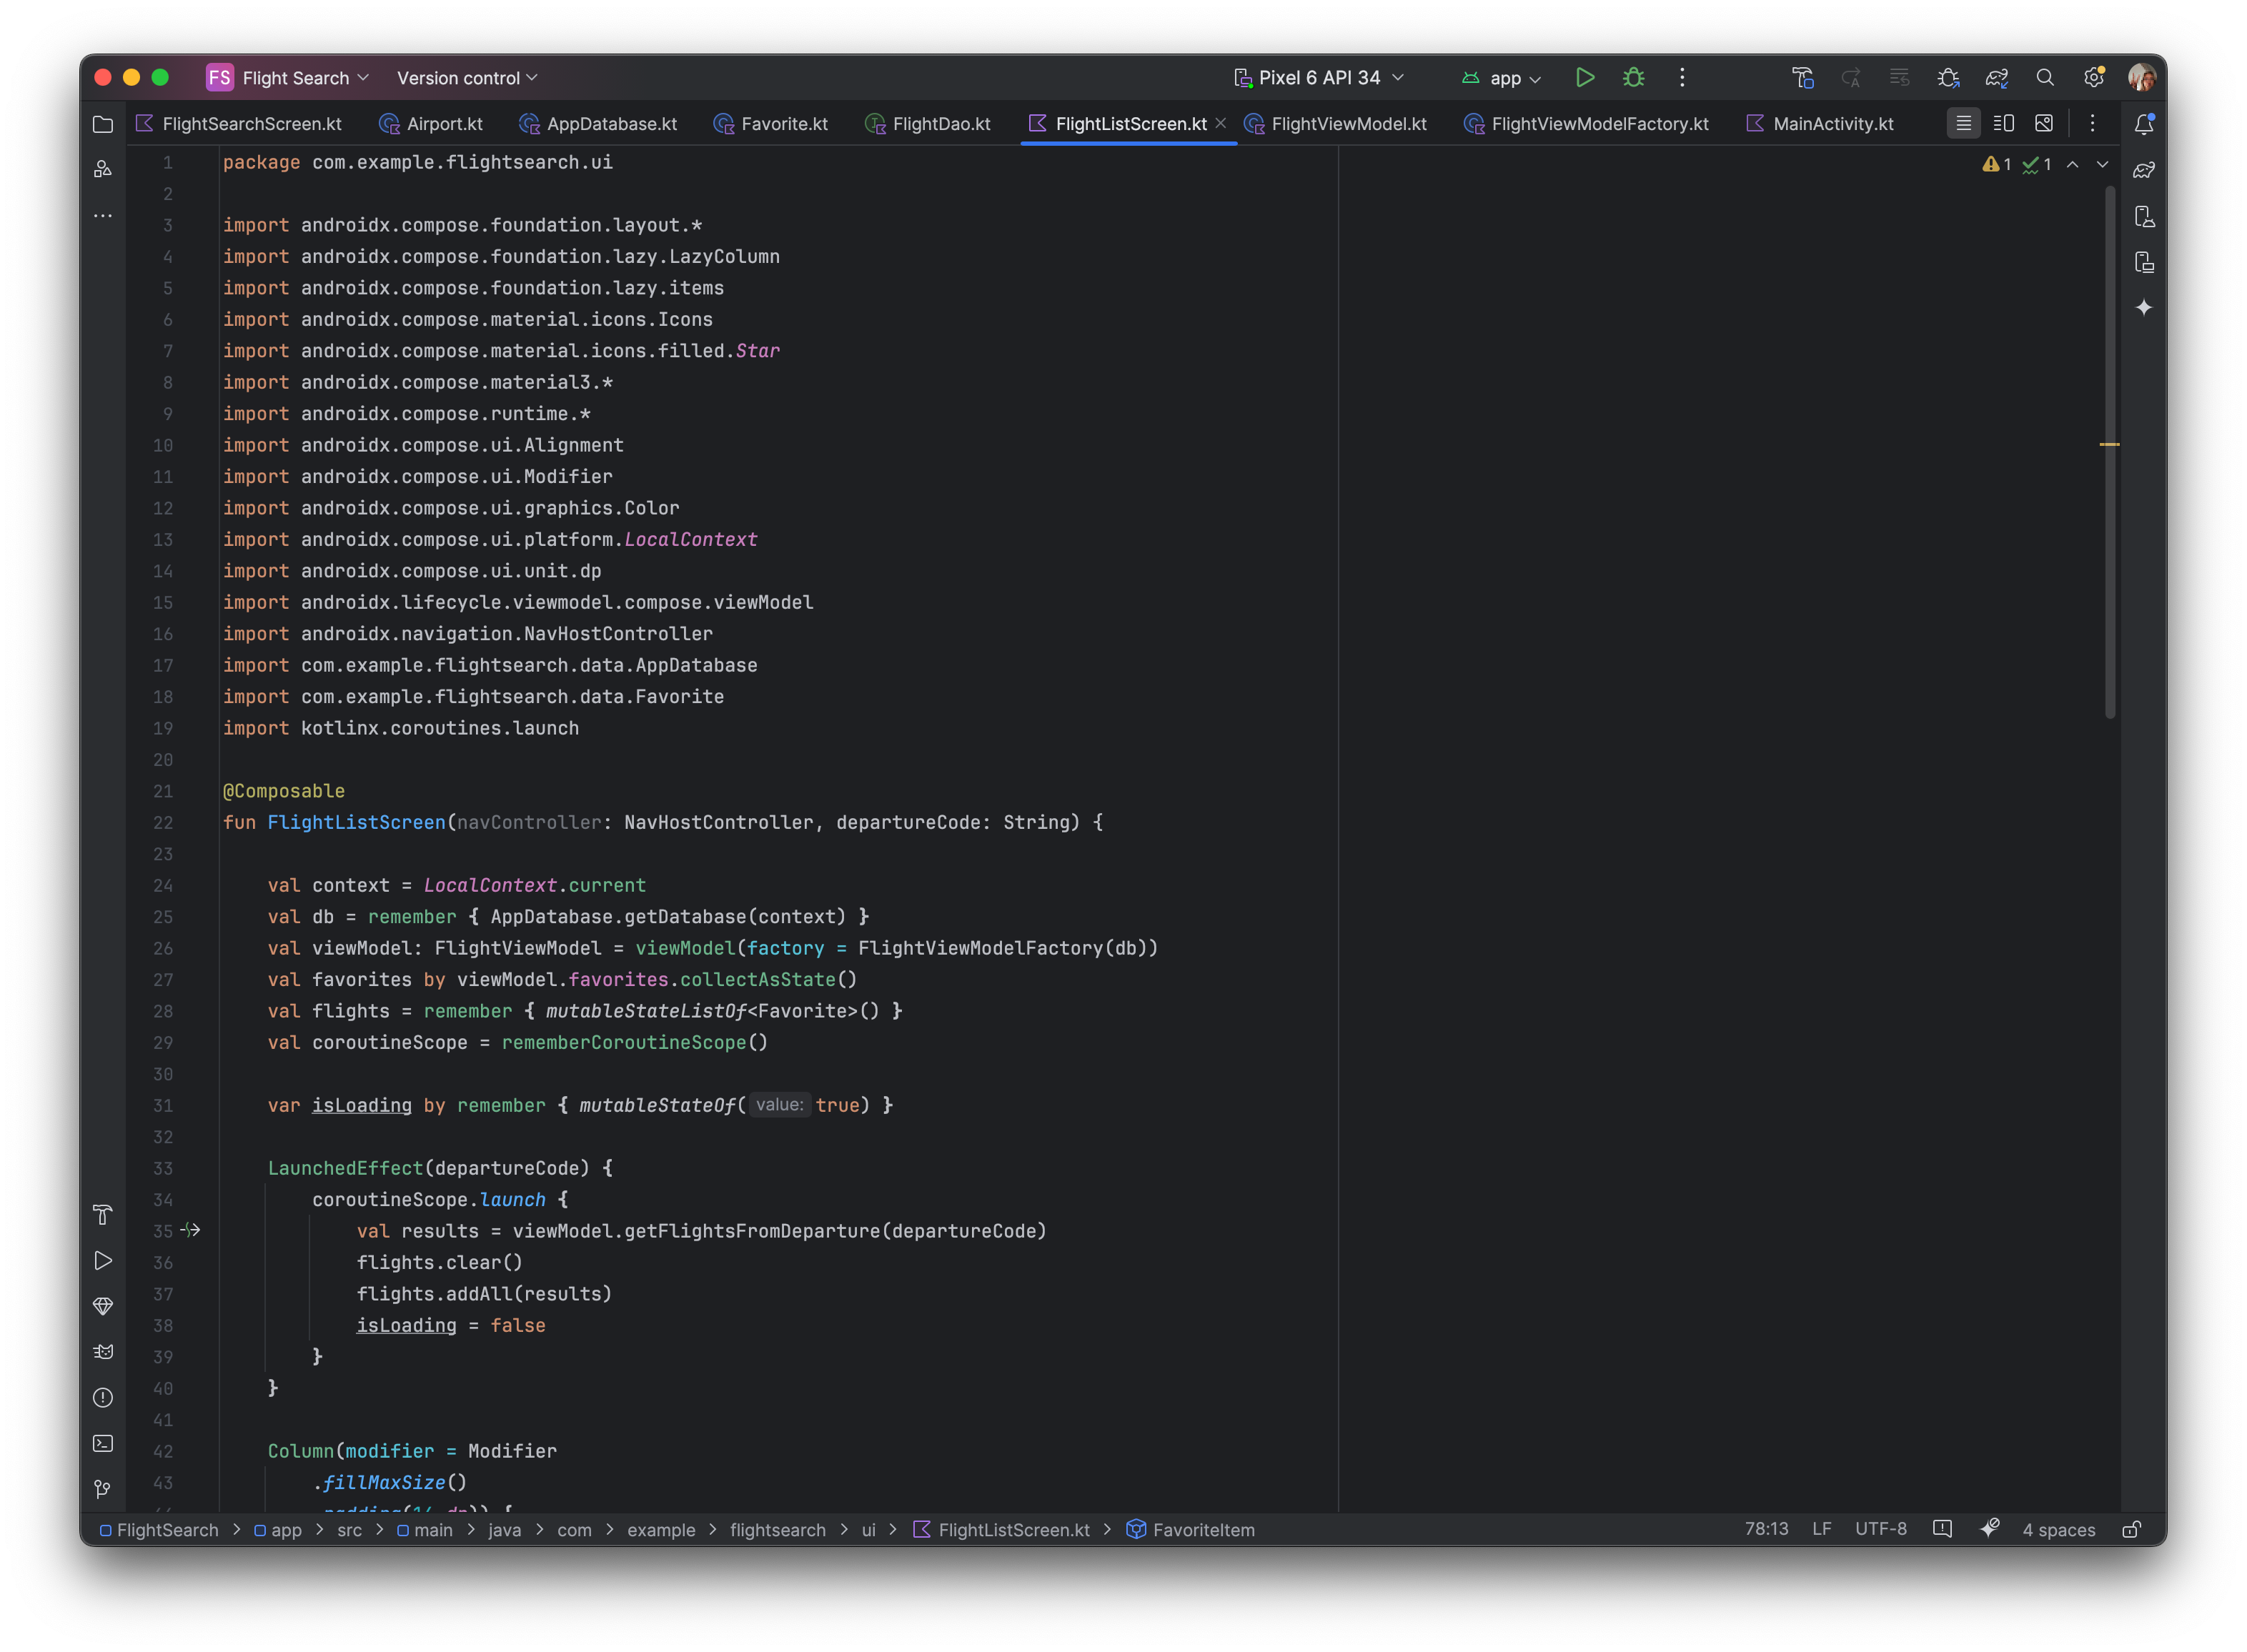 FS Flight Search Version control Pixel 6 API 34 app
FlightSearchScreen.kt Airport.kt AppDatabase.kt Favorite.kt FlightDao.kt FlightListScreen.kt FlightViewModel.kt FlightViewModelFactory.kt MainActivity.kt
1 1
1 package com.example.flightsearch.ui
2
3 import androidx.compose.foundation.layout.*
4 import androidx.compose.foundation.lazy.LazyColumn
5 import androidx.compose.foundation.lazy.items
6 import androidx.compose.material.icons.Icons
7 import androidx.compose.material.icons.filled.Star
8 import androidx.compose.material3.*
9 import androidx.compose.runtime.*
10 import androidx.compose.ui.Alignment
11 import androidx.compose.ui.Modifier
12 import androidx.compose.ui.graphics.Color
13 import androidx.compose.ui.platform.LocalContext
14 import androidx.compose.ui.unit.dp
15 import androidx.lifecycle.viewmodel.compose.viewModel
16 import androidx.navigation.NavHostController
17 import com.example.flightsearch.data.AppDatabase
18 import com.example.flightsearch.data.Favorite
19 import kotlinx.coroutines.launch
20
21 @Composable
22 fun FlightListScreen(navController: NavHostController, departureCode: String) {
23
24     val context = LocalContext.current
25     val db = remember { AppDatabase.getDatabase(context) }
26     val viewModel: FlightViewModel = viewModel(factory = FlightViewModelFactory(db))
27     val favorites by viewModel.favorites.collectAsState()
28     val flights = remember { mutableStateListOf<Favorite>() }
29     val coroutineScope = rememberCoroutineScope()
30
31     var isLoading by remember { mutableStateOf( value: true) }
32
33     LaunchedEffect(departureCode) {
34         coroutineScope.launch {
35             val results = viewModel.getFlightsFromDeparture(departureCode)
36             flights.clear()
37             flights.addAll(results)
38             isLoading = false
39         }
40     }
41
42     Column(modifier = Modifier
43         .fillMaxSize()
FlightSearch > app > src > main > java > com > example > flightsearch > ui > FlightListScreen.kt > FavoriteItem 78:13 LF UTF-8 4 spaces